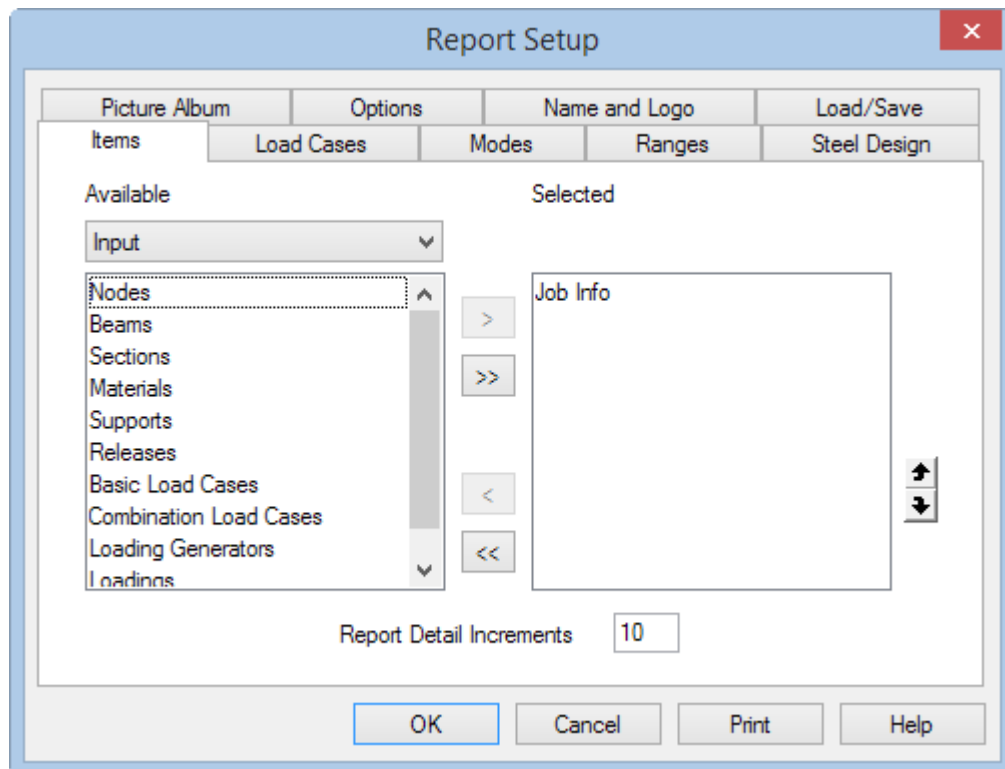 Report Setup
Picture Album Options Name and Logo Load/Save
Items Load Cases Modes Ranges Steel Design
Available Selected
Input
Nodes
Beams
Sections
Materials
Supports
Releases
Basic Load Cases
Combination Load Cases
Loading Generators
Loadings
>
>>
<
<<
Job Info
Report Detail Increments 10
OK Cancel Print Help